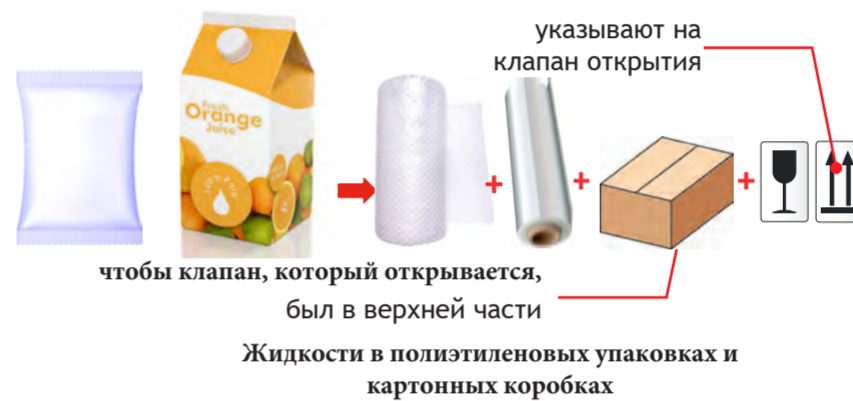 указывают на
клапан открытия
Fresh
Orange
Juice
чтобы клапан, который открывается,
был в верхней части
Жидкости в полиэтиленовых упаковках и
картонных коробках